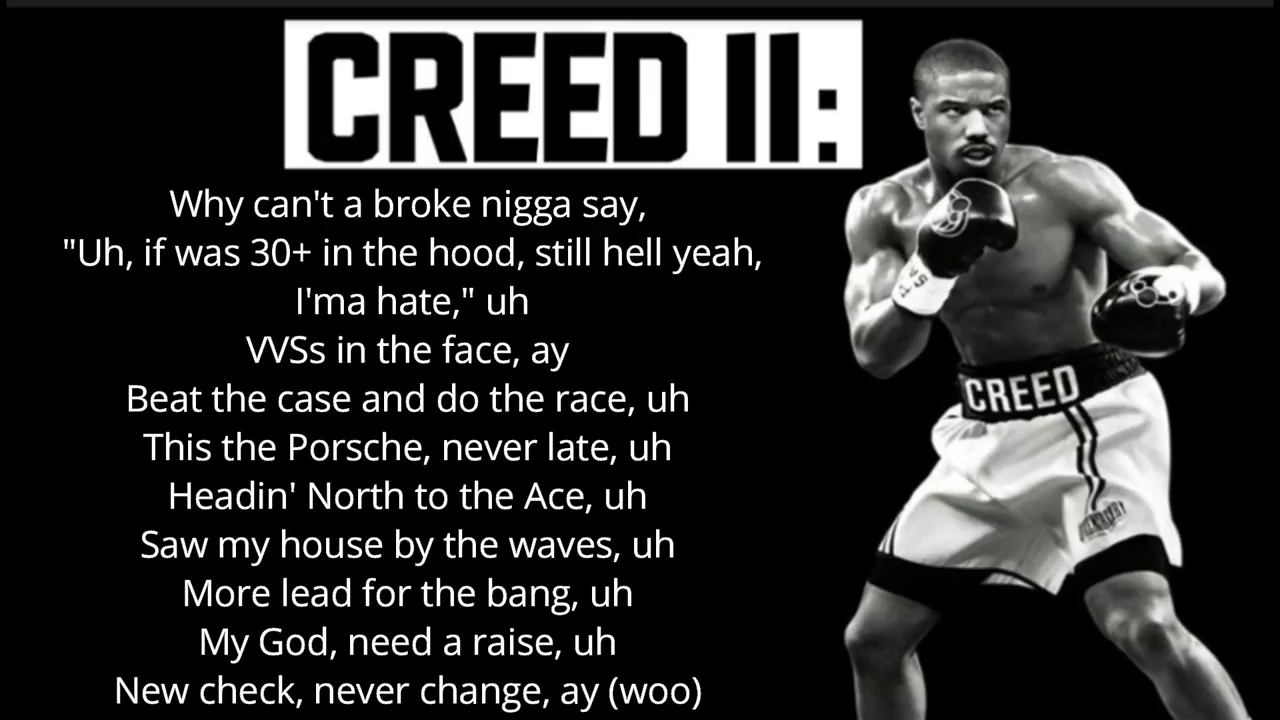 CREED II:
Why can't a broke nigga say,
"Uh, if was 30+ in the hood, still hell yeah,
I'ma hate," uh
VVSs in the face, ay
Beat the case and do the race, uh
This the Porsche, never late, uh
Headin' North to the Ace, uh
Saw my house by the waves, uh
More lead for the bang, uh
My God, need a raise, uh
New check, never change, ay (woo)
CREED